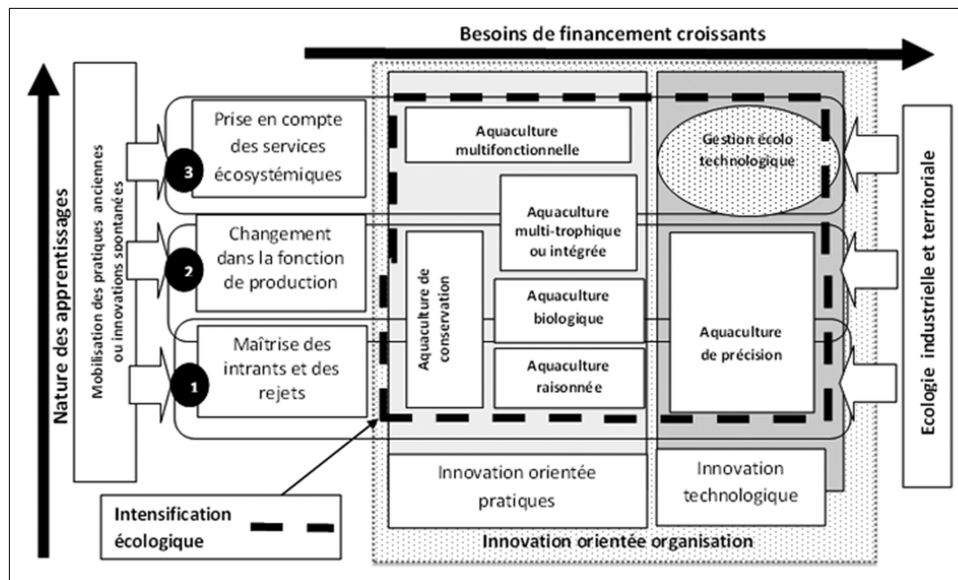 Besoins de financement croissants
Nature des apprentissages
Mobilisation des pratiques anciennes
ou innovations spontanées
3
Prise en compte
des services
écosystémiques
2
Changement
dans la fonction
de production
1
Maîtrise des
intrants et des
rejets
Aquaculture
multifonctionnelle
Aquaculture
multi-trophique
ou intégrée
Aquaculture de
conservation
Aquaculture
biologique
Aquaculture
raisonnée
Gestion écolo
technologique
Aquaculture
de précision
Ecologie industrielle et territoriale
Innovation orientée
pratiques
Innovation
technologique
Intensification
écologique
Innovation orientée organisation